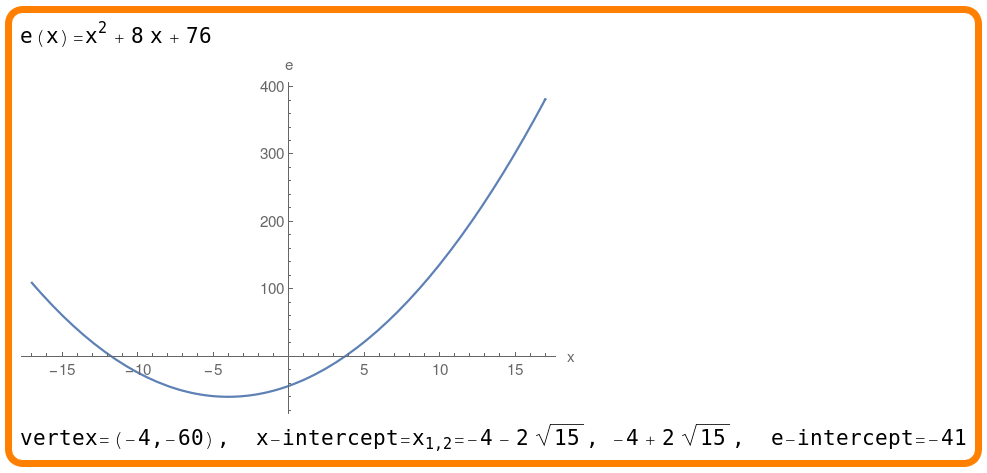 e(x)=x² + 8 x + 76
e
400
300
200
100
−15 −10 −5 5 10 15 x
vertex=(−4,−60), x−intercept=x₁,₂=−4 − 2 √15, −4 + 2 √15, e−intercept=−41